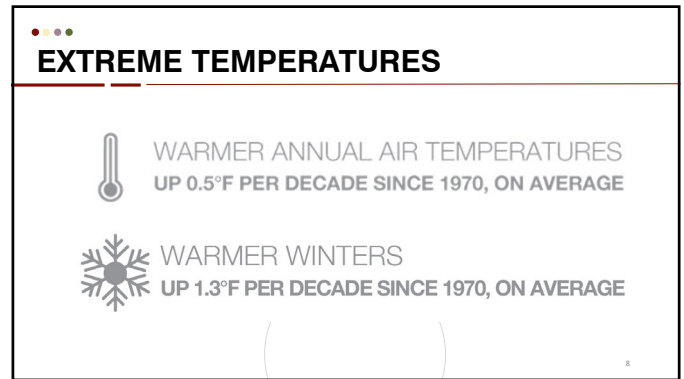 EXTREME TEMPERATURES
WARMER ANNUAL AIR TEMPERATURES
UP 0.5°F PER DECADE SINCE 1970, ON AVERAGE
WARMER WINTERS
UP 1.3°F PER DECADE SINCE 1970, ON AVERAGE
8